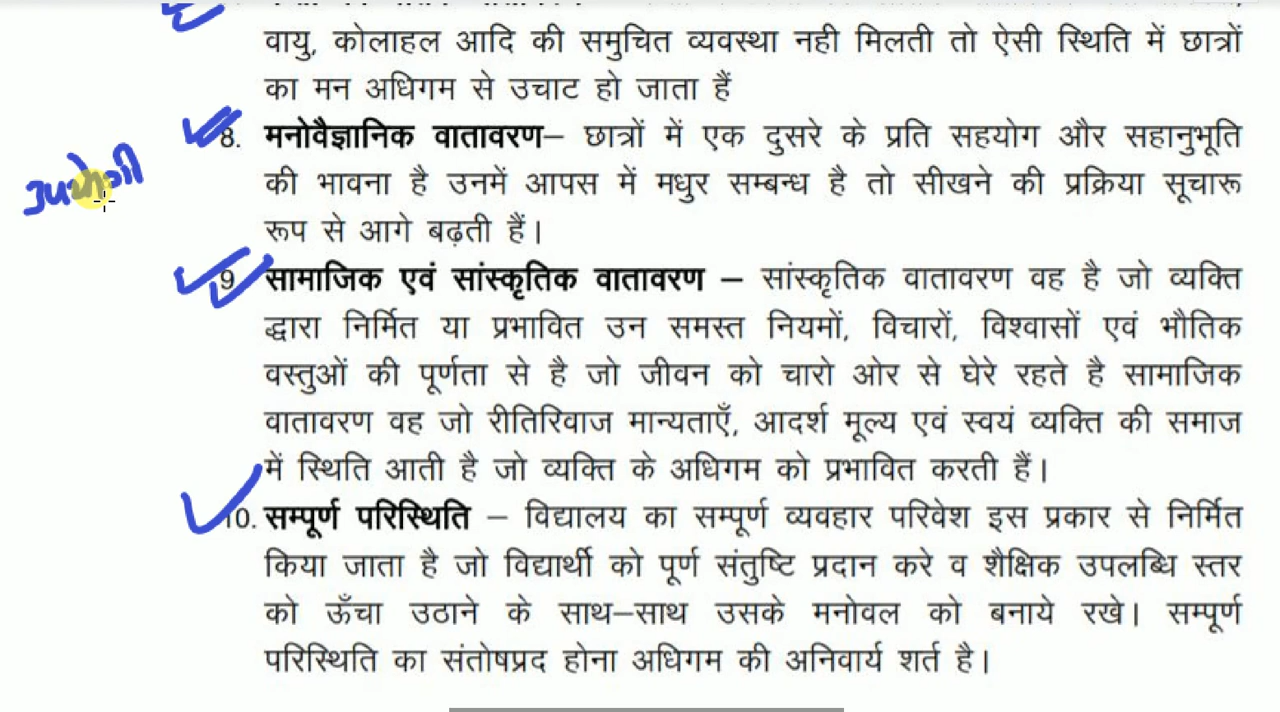 वायु, कोलाहल आदि की समुचित व्यवस्था नही मिलती तो ऐसी स्थिति में छात्रों
का मन अधिगम से उचाट हो जाता हैं
8. मनोवैज्ञानिक वातावरण– छात्रों में एक दुसरे के प्रति सहयोग और सहानुभूति
की भावना है उनमें आपस में मधुर सम्बन्ध है तो सीखने की प्रक्रिया सूचारू
उपयोगी
रूप से आगे बढ़ती हैं।
9. सामाजिक एवं सांस्कृतिक वातावरण – सांस्कृतिक वातावरण वह है जो व्यक्ति
द्धारा निर्मित या प्रभावित उन समस्त नियमों, विचारों, विश्वासों एवं भौतिक
वस्तुओं की पूर्णता से है जो जीवन को चारो ओर से घेरे रहते है सामाजिक
वातावरण वह जो रीतिरिवाज मान्यताएँ, आदर्श मूल्य एवं स्वयं व्यक्ति की समाज
में स्थिति आती है जो व्यक्ति के अधिगम को प्रभावित करती हैं।
10. सम्पूर्ण परिस्थिति – विद्यालय का सम्पूर्ण व्यवहार परिवेश इस प्रकार से निर्मित
किया जाता है जो विद्यार्थी को पूर्ण संतुष्टि प्रदान करे व शैक्षिक उपलब्धि स्तर
को ऊँचा उठाने के साथ–साथ उसके मनोवल को बनाये रखे। सम्पूर्ण
परिस्थिति का संतोषप्रद होना अधिगम की अनिवार्य शर्त है।